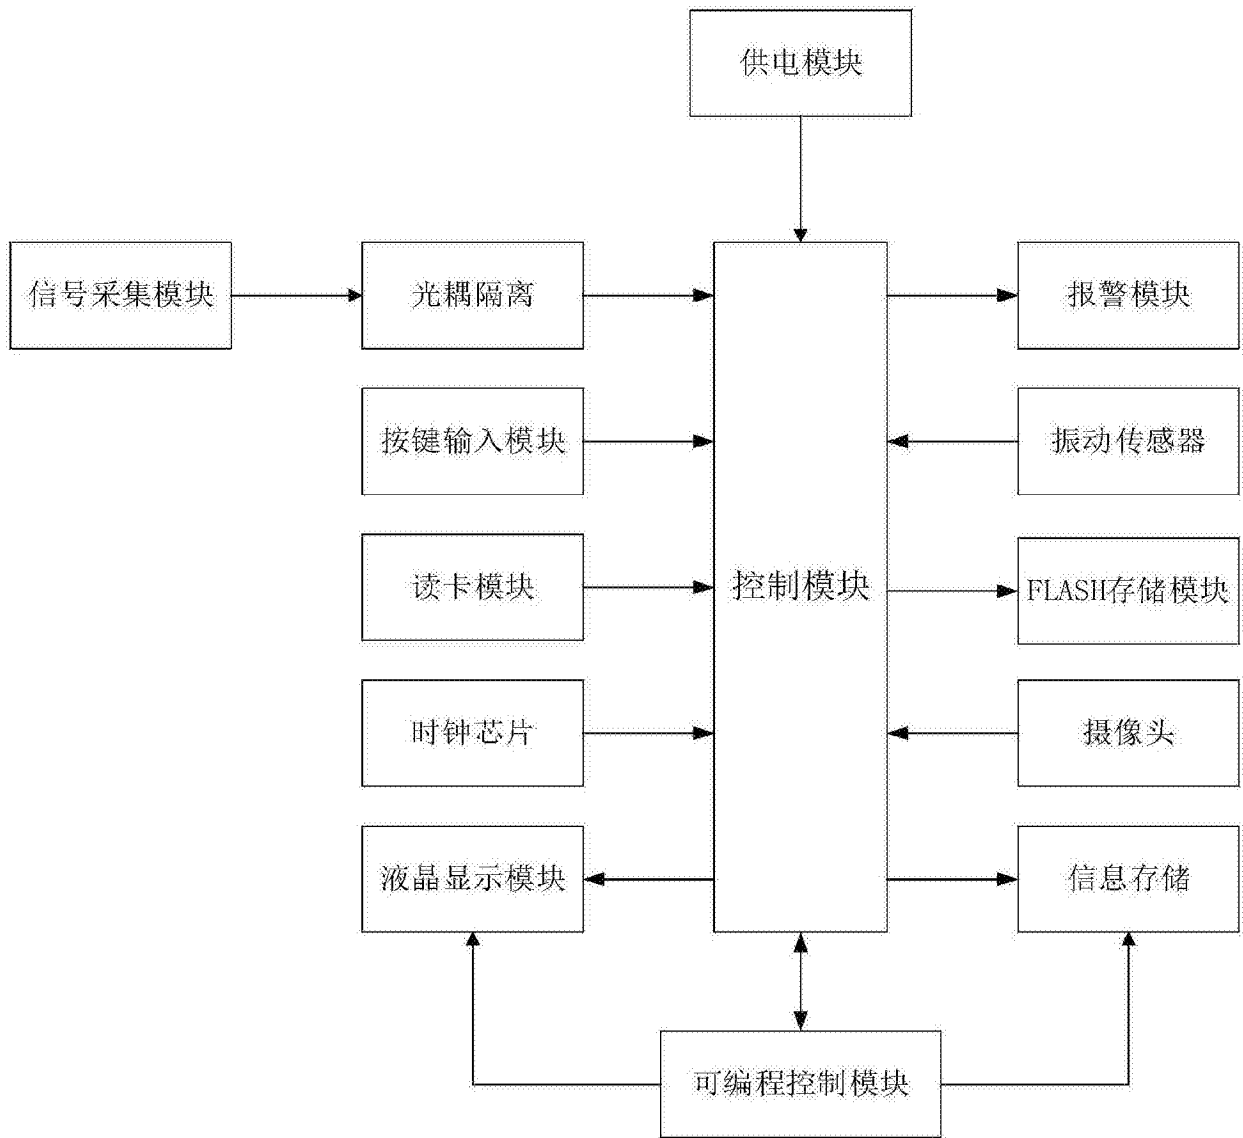 供电模块
信号采集模块
光耦隔离
报警模块
按键输入模块
振动传感器
读卡模块
控制模块
FLASH存储模块
时钟芯片
摄像头
液晶显示模块
信息存储
可编程控制模块